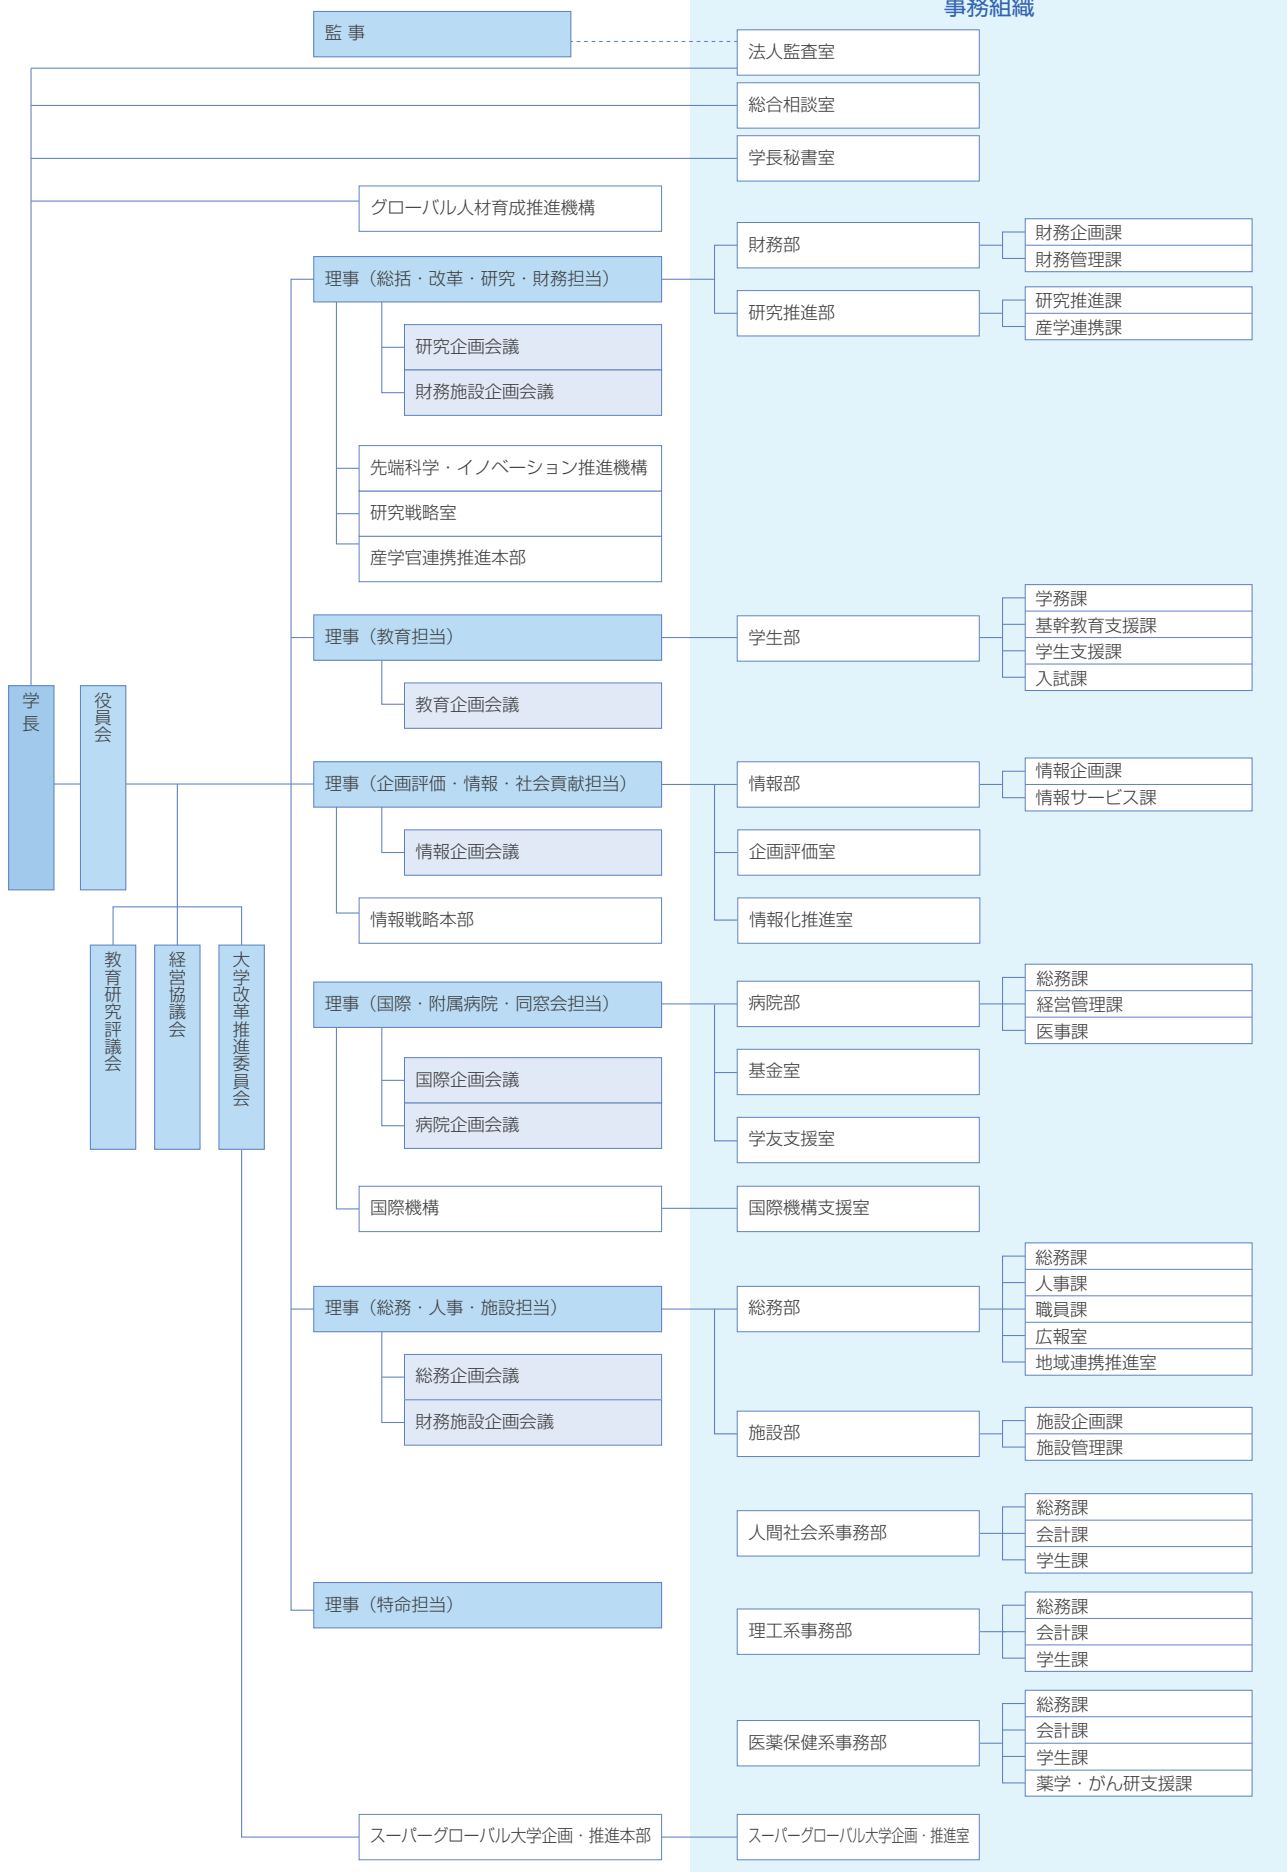 事務組織
監 事
法人監査室
総合相談室
学長秘書室
グローバル人材育成推進機構
理事（総括・改革・研究・財務担当）
研究企画会議
財務施設企画会議
先端科学・イノベーション推進機構
研究戦略室
産学官連携推進本部
財務部
財務企画課
財務管理課
研究推進部
研究推進課
産学連携課
理事（教育担当）
教育企画会議
学生部
学務課
基幹教育支援課
学生支援課
入試課
学長
役員会
理事（企画評価・情報・社会貢献担当）
情報企画会議
情報戦略本部
情報部
情報企画課
情報サービス課
企画評価室
情報化推進室
教育研究評議会
経営協議会
大学改革推進委員会
理事（国際・附属病院・同窓会担当）
国際企画会議
病院企画会議
国際機構
病院部
総務課
経営管理課
医事課
基金室
学友支援室
国際機構支援室
理事（総務・人事・施設担当）
総務企画会議
財務施設企画会議
総務部
総務課
人事課
職員課
広報室
地域連携推進室
施設部
施設企画課
施設管理課
人間社会系事務部
総務課
会計課
学生課
理事（特命担当）
理工系事務部
総務課
会計課
学生課
医薬保健系事務部
総務課
会計課
学生課
薬学・がん研支援課
スーパーグローバル大学企画・推進本部
スーパーグローバル大学企画・推進室